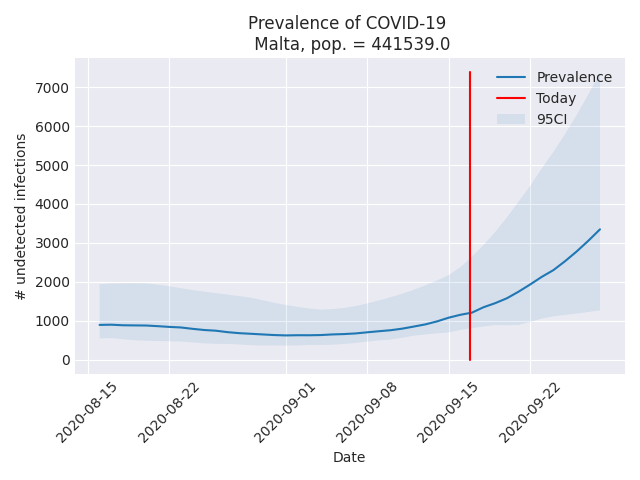 Prevalence of COVID-19
Malta, pop. = 441539.0
Prevalence
Today
95CI
7000
6000
5000
4000
3000
2000
1000
0
# undetected infections
2020-08-15
2020-08-22
2020-09-01
2020-09-08
2020-09-15
2020-09-22
Date